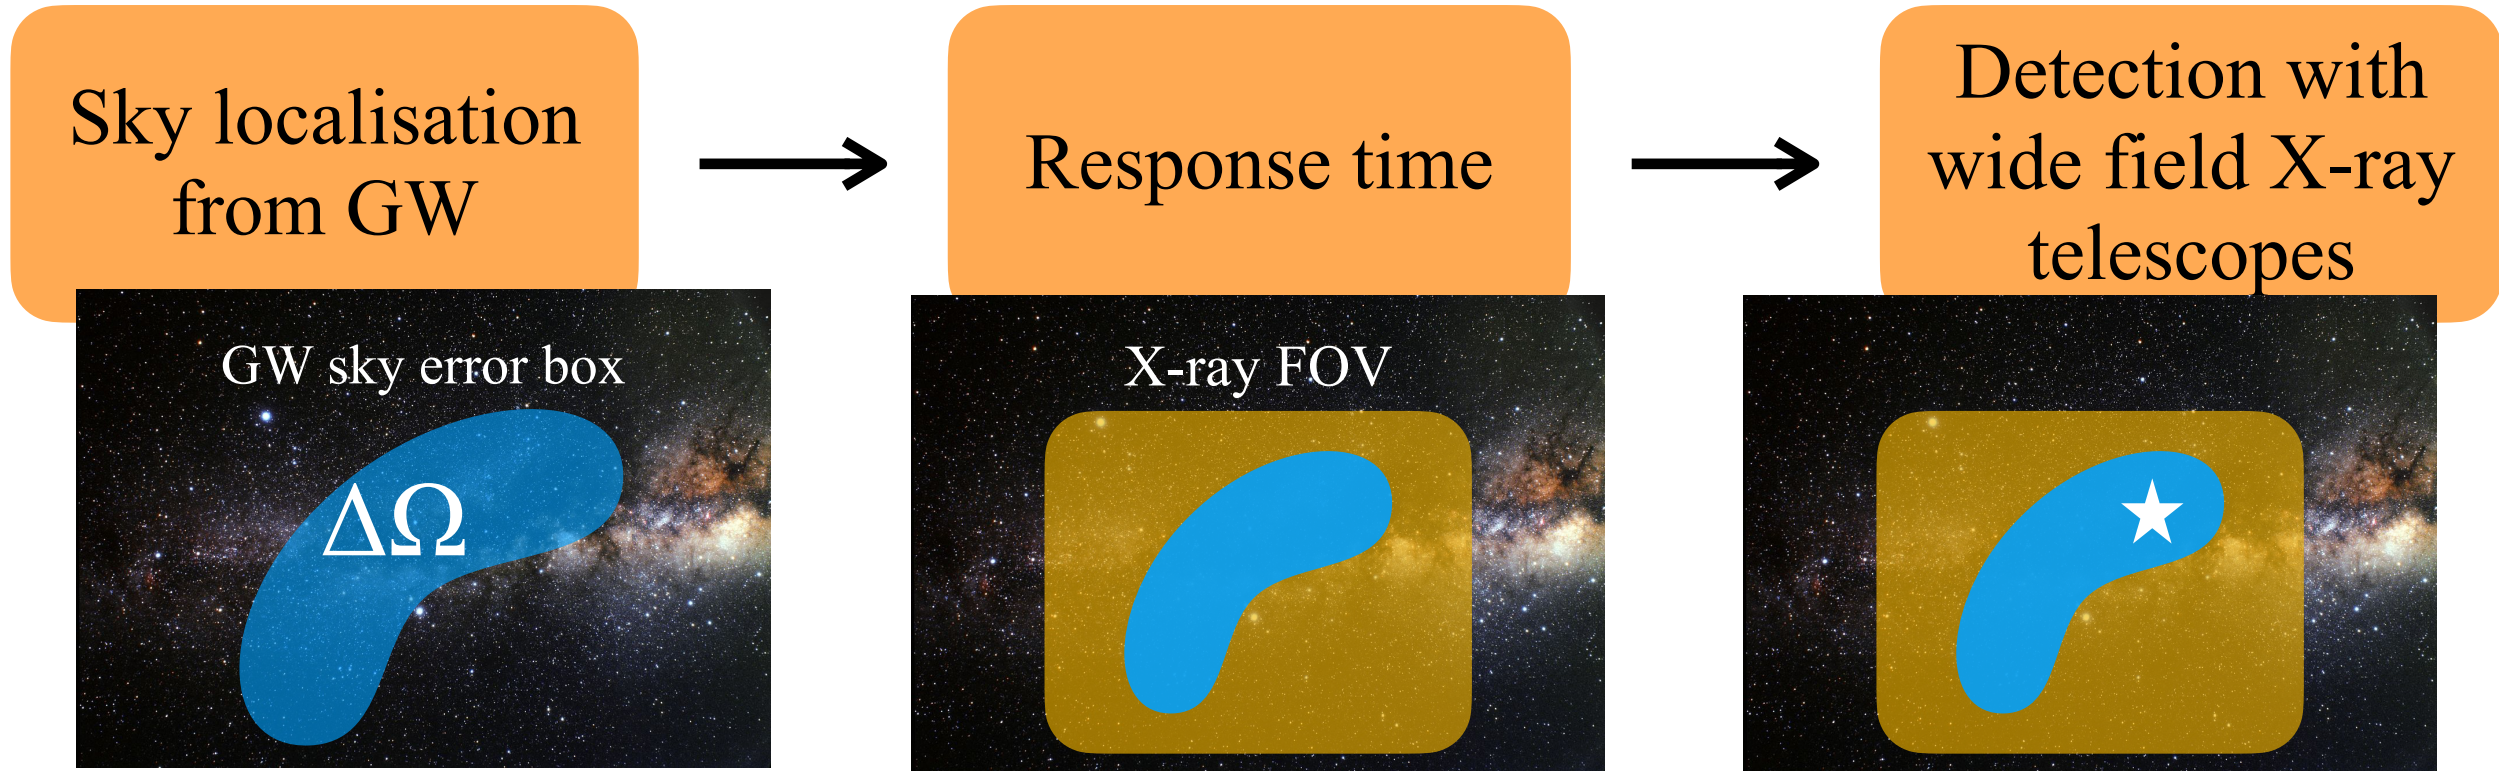 Sky localisation
from GW
Response time
Detection with
wide field X-ray
telescopes
GW sky error box
ΔΩ
X-ray FOV